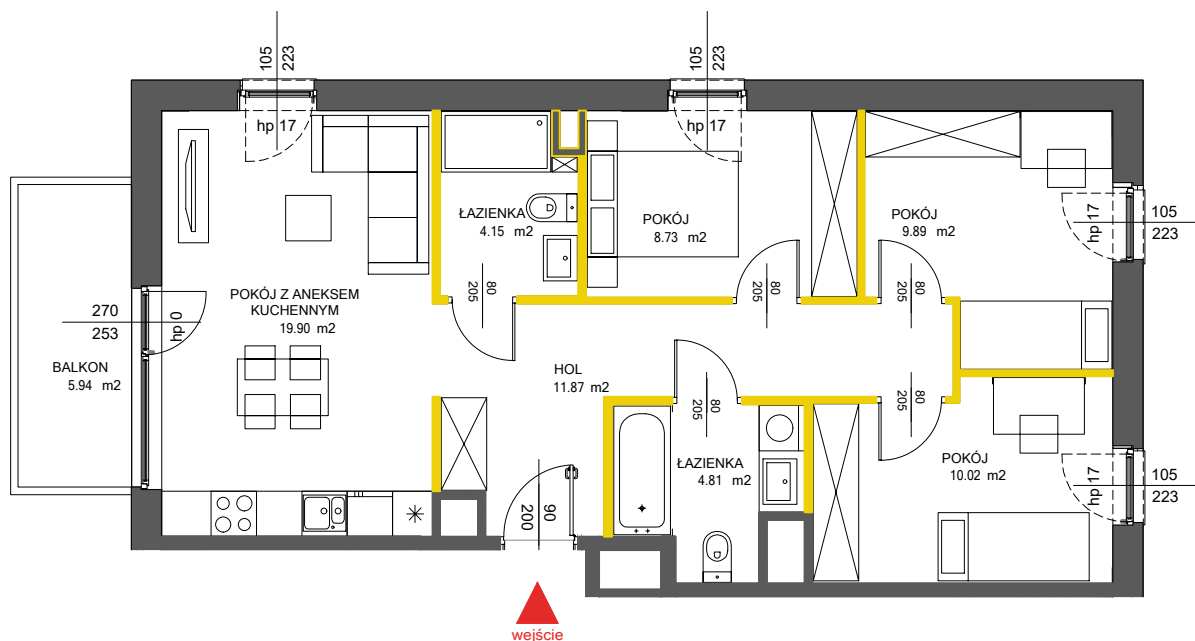 105
223
105
223
hp 17
hp 17
ŁAZIENKA
4.15 m2
POKÓJ
8.73 m2
POKÓJ
9.89 m2
hp 17
105
223
80
205
80
205
80
205
POKÓJ Z ANEKSEM
KUCHENNYM
19.90 m2
270
253
hp 0
BALKON
5.94 m2
HOL
11.87 m2
80
205
80
205
ŁAZIENKA
4.81 m2
POKÓJ
10.02 m2
hp 17
105
223
90
200
wejście